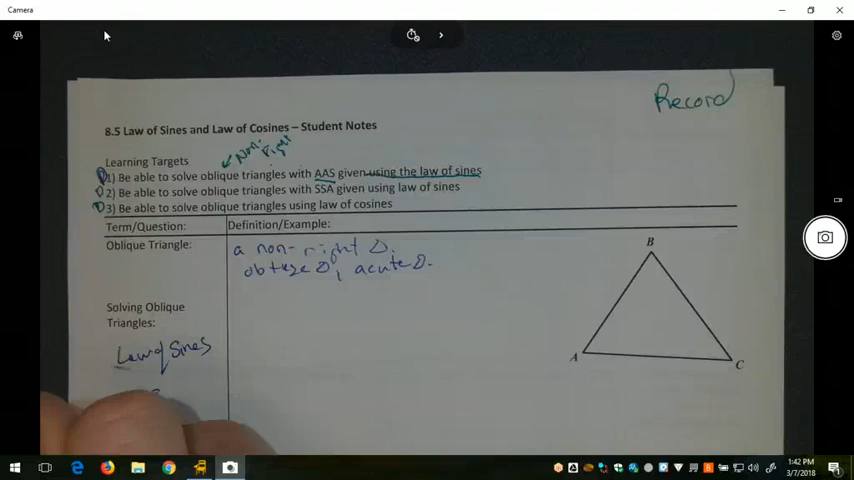 Camera
Record
8.5 Law of Sines and Law of Cosines – Student Notes
Non-
Right
Learning Targets
1) Be able to solve oblique triangles with AAS given using the law of sines
2) Be able to solve oblique triangles with SSA given using law of sines
3) Be able to solve oblique triangles using law of cosines
Term/Question: Definition/Example:
Oblique Triangle: a non-right △.
obtuse △, acute △.
B
Solving Oblique
Triangles:
Law of Sines
A
C
1:42 PM
3/7/2018